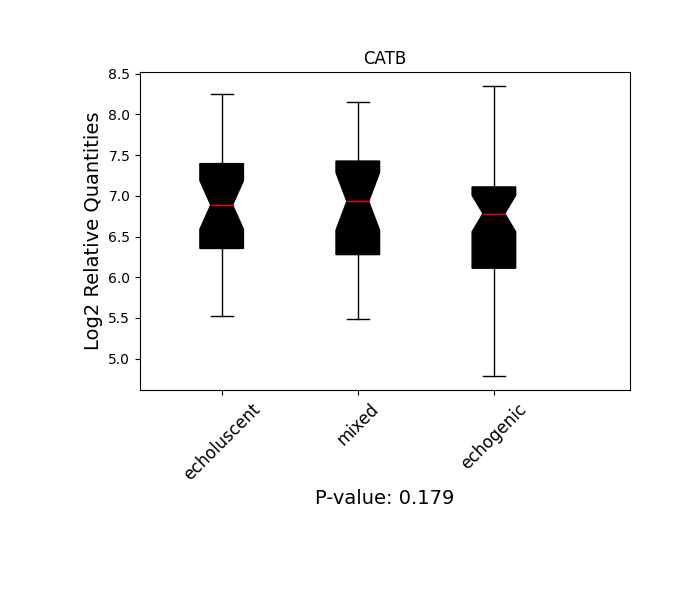 CATB
Log2 Relative Quantities
8.5
8.0
7.5
7.0
6.5
6.0
5.5
5.0
echoluscent
mixed
echogenic
P-value: 0.179